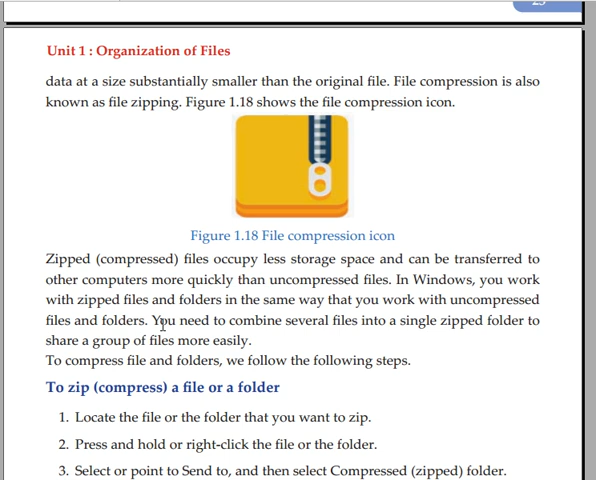 Unit 1 : Organization of Files
data at a size substantially smaller than the original file. File compression is also
known as file zipping. Figure 1.18 shows the file compression icon.
Figure 1.18 File compression icon
Zipped (compressed) files occupy less storage space and can be transferred to
other computers more quickly than uncompressed files. In Windows, you work
with zipped files and folders in the same way that you work with uncompressed
files and folders. You need to combine several files into a single zipped folder to
share a group of files more easily.
To compress file and folders, we follow the following steps.
To zip (compress) a file or a folder
1. Locate the file or the folder that you want to zip.
2. Press and hold or right-click the file or the folder.
3. Select or point to Send to, and then select Compressed (zipped) folder.